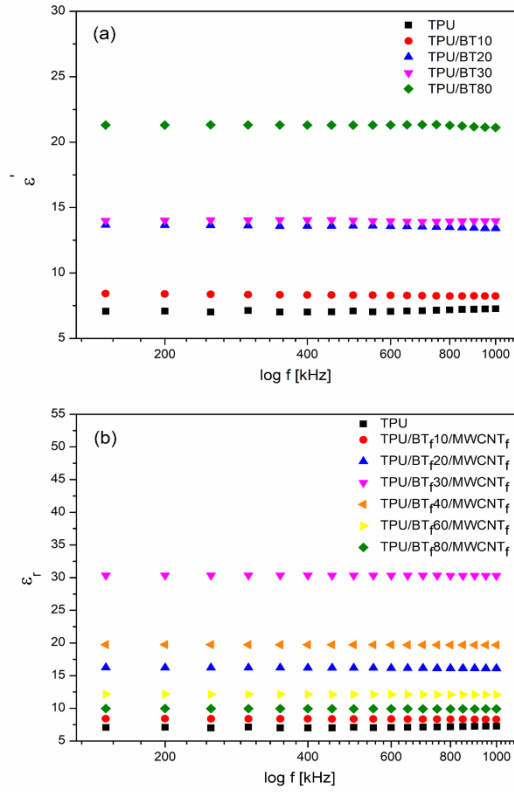 30
(a)
TPU
TPU/BT10
TPU/BT20
TPU/BT30
TPU/BT80
25
20
ε'
15
10
5
200 400 600 800 1000
log f [kHz]
55
(b)
TPU
TPU/BTf10/MWCNTf
TPU/BTf20/MWCNTf
TPU/BTf30/MWCNTf
TPU/BTf40/MWCNTf
TPU/BTf60/MWCNTf
TPU/BTf80/MWCNTf
50
45
40
35
εr
30
25
20
15
10
5
200 400 600 800 1000
log f [kHz]